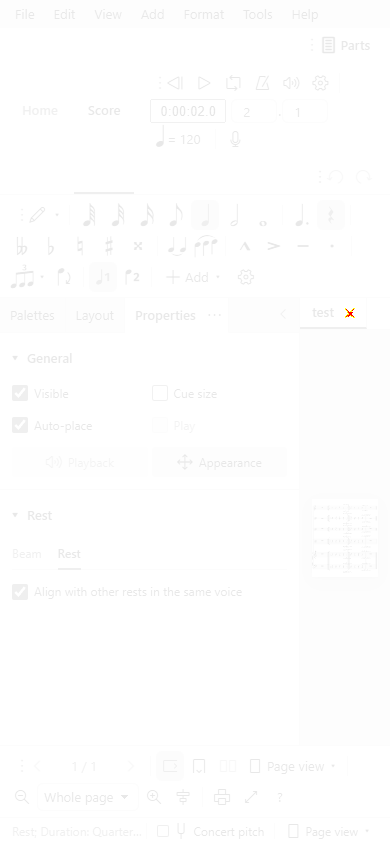 File Edit View Add Format Tools Help
Parts
Home Score
0:00:02.0 2 . 1
= 120
Add
Palettes Layout Properties ··· test
General
Visible Cue size
Auto-place Play
Playback Appearance
Rest
Beam Rest
Align with other rests in the same voice
1 / 1 Page view
Whole page ?
Rest; Duration: Quarter... Concert pitch Page view